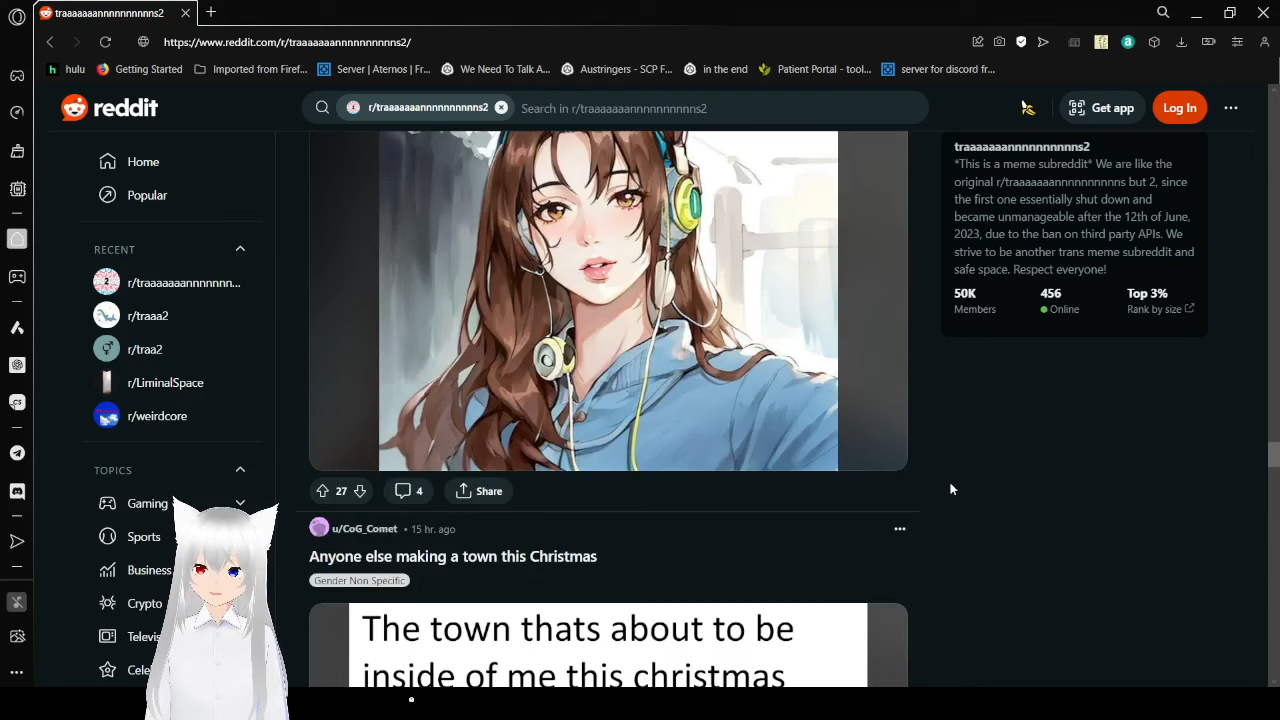 traaaaaaannnnnnnnnns2
https://www.reddit.com/r/traaaaaaannnnnnnnnns2/
hulu
Getting Started
Imported from Firef...
Server | Aternos | Fr...
We Need To Talk A...
Austringers - SCP F...
in the end
Patient Portal - tool...
server for discord fr...
reddit
r/traaaaaaannnnnnnnnns2
Search in r/traaaaaaannnnnnnnnns2
Get app
Log In
Home
Popular
RECENT
r/traaaaaaannnnnnn...
r/traaa2
r/traa2
r/LiminalSpace
r/weirdcore
TOPICS
Gaming
Sports
Business
Crypto
Televis
Cele
27
4
Share
u/CoG_Comet • 15 hr. ago
Anyone else making a town this Christmas
Gender Non Specific
The town thats about to be
inside of me this christmas
traaaaaaannnnnnnnnns2
*This is a meme subreddit* We are like the
original r/traaaaaaannnnnnnnnns but 2, since
the first one essentially shut down and
became unmanageable after the 12th of June,
2023, due to the ban on third party APIs. We
strive to be another trans meme subreddit and
safe space. Respect everyone!
50K
456
Top 3%
Members
Online
Rank by size